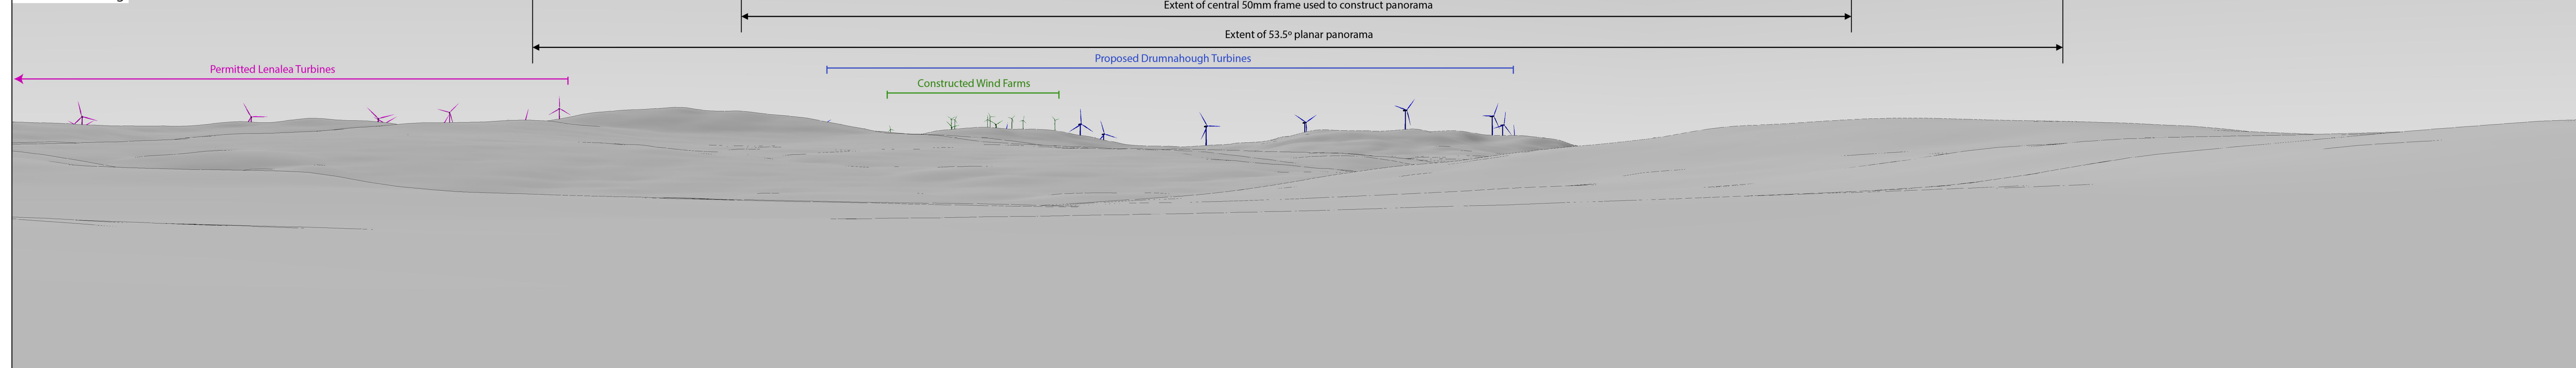 Extent of central 50mm frame used to construct panorama
Extent of 53.5º planar panorama
Proposed Drumnahough Turbines
Permitted Lenalea Turbines
Constructed Wind Farms